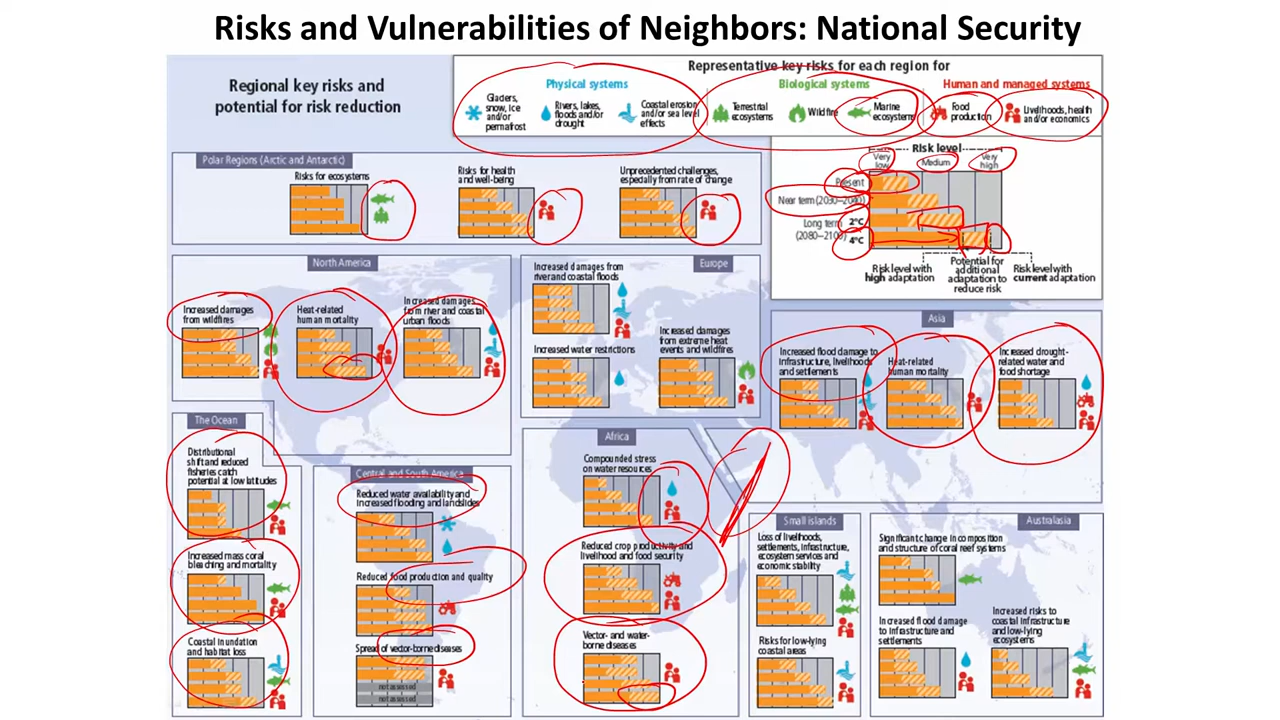 Risks and Vulnerabilities of Neighbors: National Security
Regional key risks and
potential for risk reduction
Representative key risks for each region for
Physical systems
Biological systems
Human and managed systems
Glaciers,
snow, ice
and/or
permafrost
Rivers, lakes,
floods and/or
drought
Coastal erosion
and/or sea level
effects
Terrestrial
ecosystems
Wildfire
Marine
ecosystems
Food
production
Livelihoods, health
and/or economics
Risk level
Very
low
Medium
Very
high
Present
Near term (2030–2040)
Long term
(2080–2100)
2°C
4°C
Risk level with
high adaptation
Potential for
additional
adaptation to
reduce risk
Risk level with
current adaptation
Polar Regions (Arctic and Antarctic)
Risks for ecosystems
Risks for health
and well-being
Unprecedented challenges,
especially from rate of change
North America
Increased damages
from wildfires
Heat-related
human mortality
Increased damages
from river and coastal
urban floods
Europe
Increased damages from
river and coastal floods
Increased water restrictions
Increased damages
from extreme heat
events and wildfires
Asia
Increased flood damage to
infrastructure, livelihoods
and settlements
Heat-related
human mortality
Increased drought-
related water and
food shortage
The Ocean
Distributional
shift and reduced
fisheries catch
potential at low latitudes
Increased mass coral
bleaching and mortality
Coastal inundation
and habitat loss
Central and South America
Reduced water availability and
increased flooding and landslides
Reduced food production and quality
Spread of vector-borne diseases
not assessed
not assessed
Africa
Compounded stress
on water resources
Reduced crop productivity and
livelihood and food security
Vector- and water-
borne diseases
Small islands
Loss of livelihoods,
settlements, infrastructure,
ecosystem services and
economic stability
Risks for low-lying
coastal areas
Australasia
Significant change in composition
and structure of coral reef systems
Increased flood damage
to infrastructure and
settlements
Increased risks to
coastal infrastructure
and low-lying
ecosystems